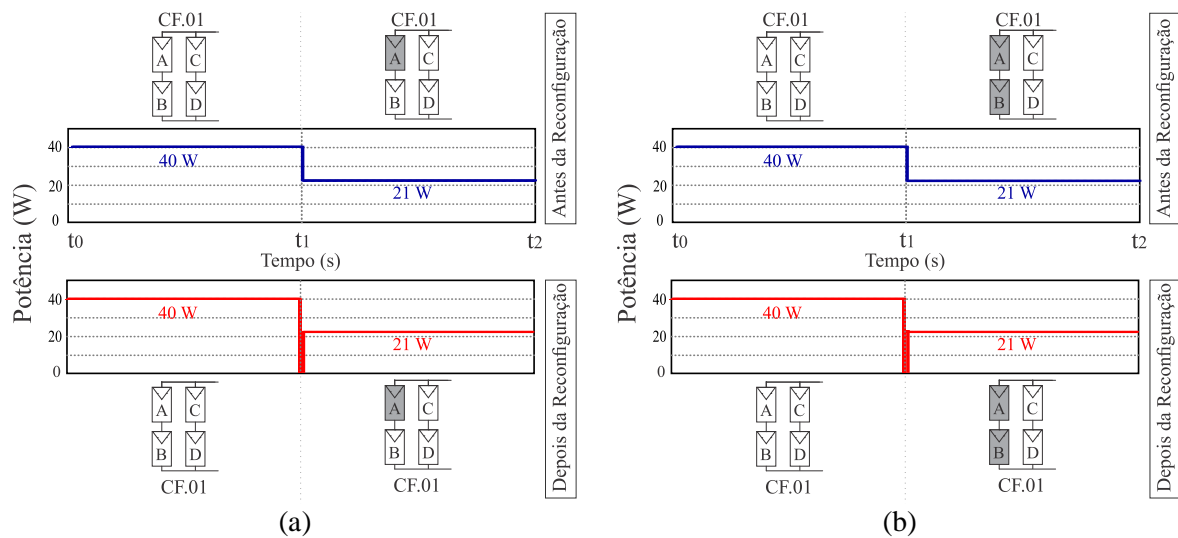 CF.01
CF.01
A C
A C
B D
B D
40
40 W
20
21 W
0
t0 t1 t2
Tempo (s)
Antes da Reconfiguração
Potência (W)
40
40 W
20
21 W
0
A C
A C
B D
B D
CF.01
CF.01
Depois da Reconfiguração
(a)
CF.01
CF.01
A C
A C
B D
B D
40
40 W
20
21 W
0
t0 t1 t2
Tempo (s)
Antes da Reconfiguração
Potência (W)
40
40 W
20
21 W
0
A C
A C
B D
B D
CF.01
CF.01
Depois da Reconfiguração
(b)